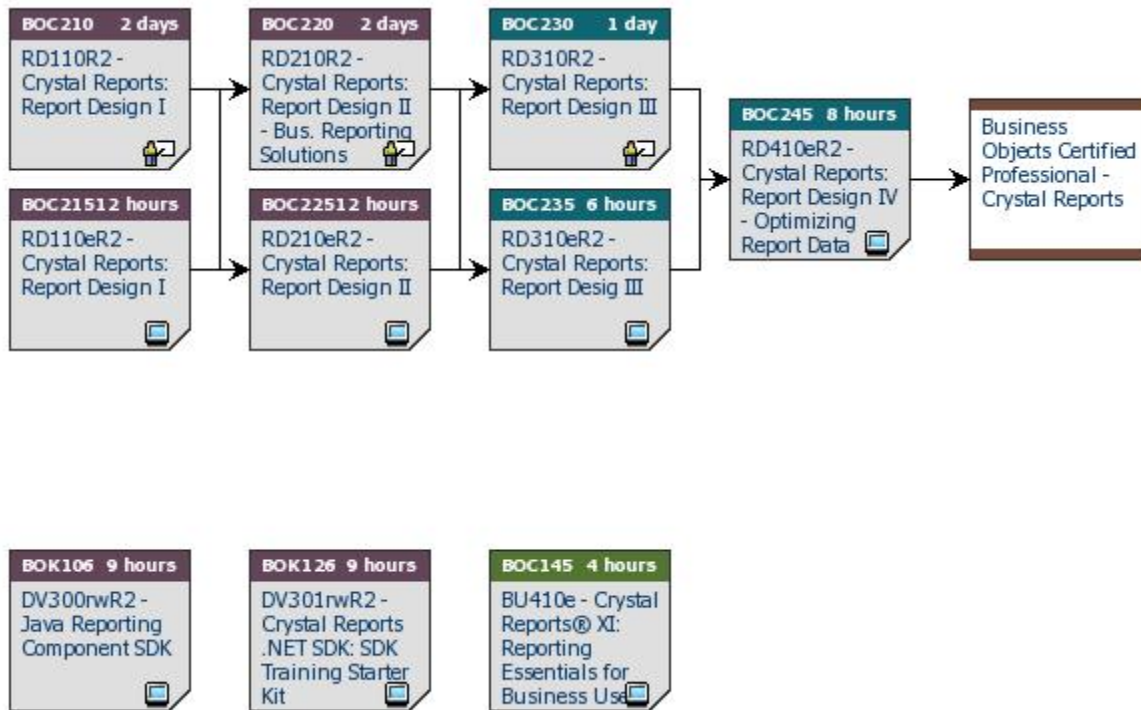 BOC210 2 days
RD110R2 -
Crystal Reports:
Report Design I
BOC220 2 days
RD210R2 -
Crystal Reports:
Report Design II
- Bus. Reporting
Solutions
BOC230 1 day
RD310R2 -
Crystal Reports:
Report Design III
BOC21512 hours
RD110eR2 -
Crystal Reports:
Report Design I
BOC22512 hours
RD210eR2 -
Crystal Reports:
Report Design II
BOC235 6 hours
RD310eR2 -
Crystal Reports:
Report Desig III
BOC245 8 hours
RD410eR2 -
Crystal Reports:
Report Design IV
- Optimizing
Report Data
Business
Objects Certified
Professional -
Crystal Reports
BOK106 9 hours
DV300rwR2 -
Java Reporting
Component SDK
BOK126 9 hours
DV301rwR2 -
Crystal Reports
.NET SDK: SDK
Training Starter
Kit
BOC145 4 hours
BU410e - Crystal
Reports® XI:
Reporting
Essentials for
Business